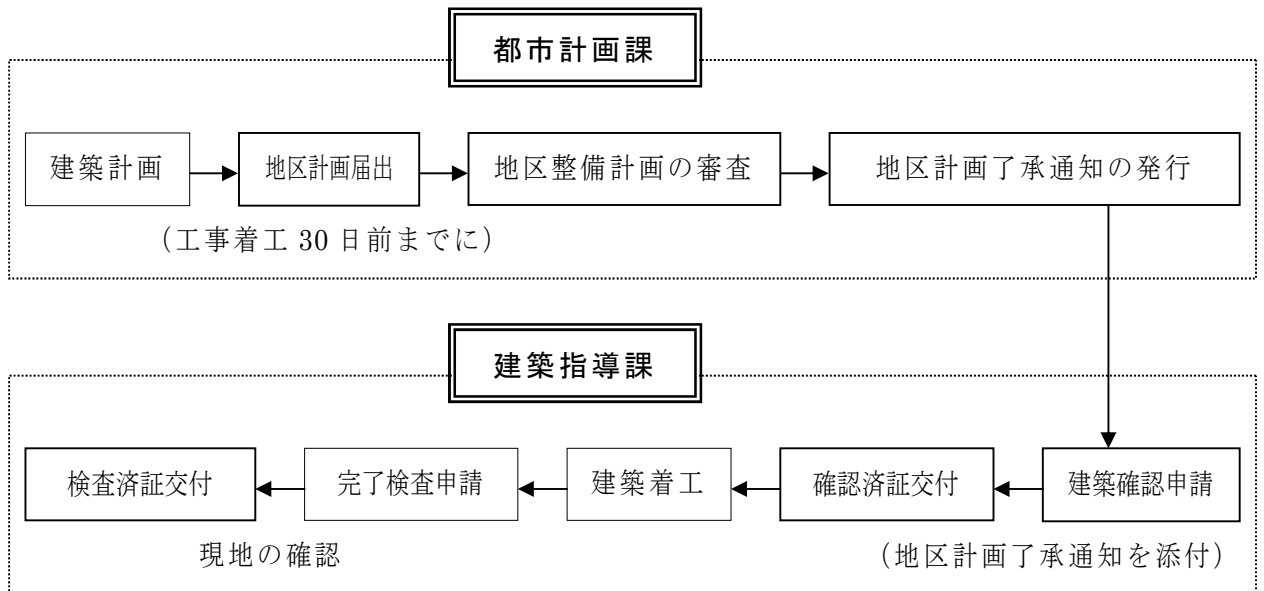 都市計画課
建築計画
地区計画届出
地区整備計画の審査
地区計画了承通知の発行
（工事着工 30 日前までに）
建築指導課
検査済証交付
完了検査申請
建築着工
確認済証交付
建築確認申請
現地の確認
（地区計画了承通知を添付）